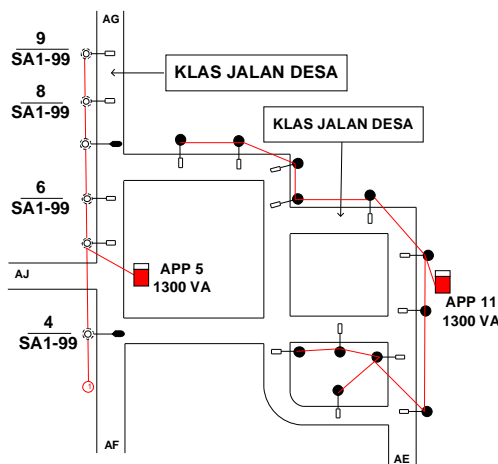 AG
9
SA1-99
KLAS JALAN DESA
8
SA1-99
KLAS JALAN DESA
6
SA1-99
AJ
APP 5
1300 VA
APP 11
1300 VA
4
SA1-99
AF
AE